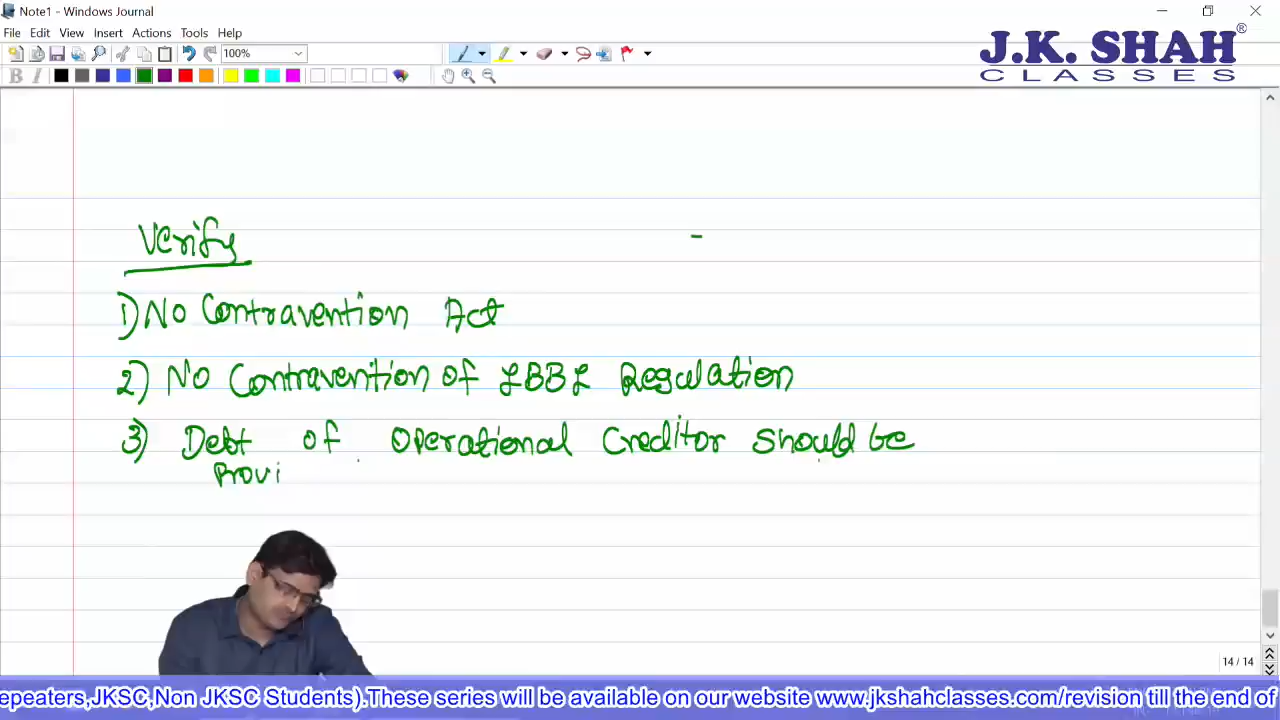 Note1 - Windows Journal
File Edit View Insert Actions Tools Help
100%
B I
J.K. SHAH®
CLASSES
Verify
1) No Contravention Act
2) No Contravention of IBBI Regulation
3) Debt of Operational Creditor should be
Provi
14 / 14
epeaters,JKSC,Non JKSC Students).These series will be available on our website www.jkshahclasses.com/revision till the end of